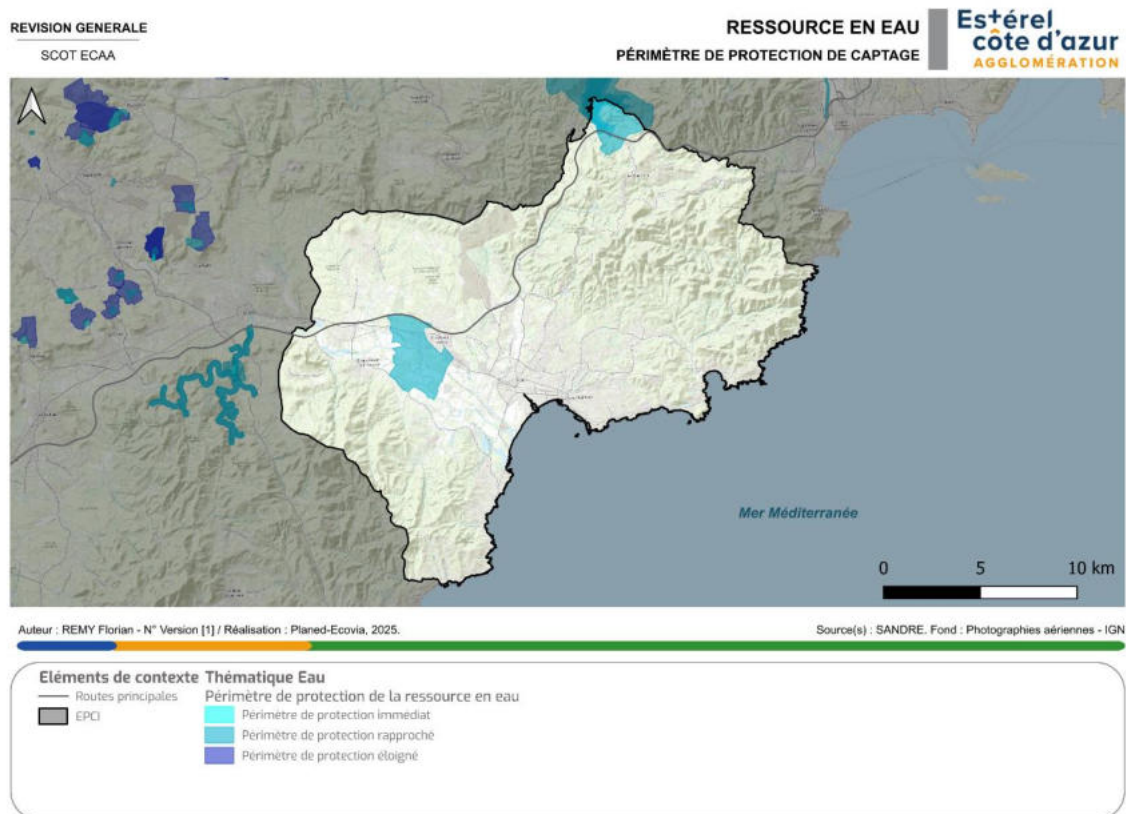 REVISION GENERALE
SCOT ECAA
RESSOURCE EN EAU
PÉRIMÈTRE DE PROTECTION DE CAPTAGE
Estérel
côte d'azur
AGGLOMÉRATION
Mer Méditerranée
0 5 10 km
Auteur : REMY Florian - N° Version [1] / Réalisation : Planed-Ecovia, 2025.
Source(s) : SANDRE. Fond : Photographies aériennes - IGN
Eléments de contexte
Routes principales
EPCI
Thématique Eau
Périmètre de protection de la ressource en eau
Périmètre de protection immédiat
Périmètre de protection rapproché
Périmètre de protection éloigné